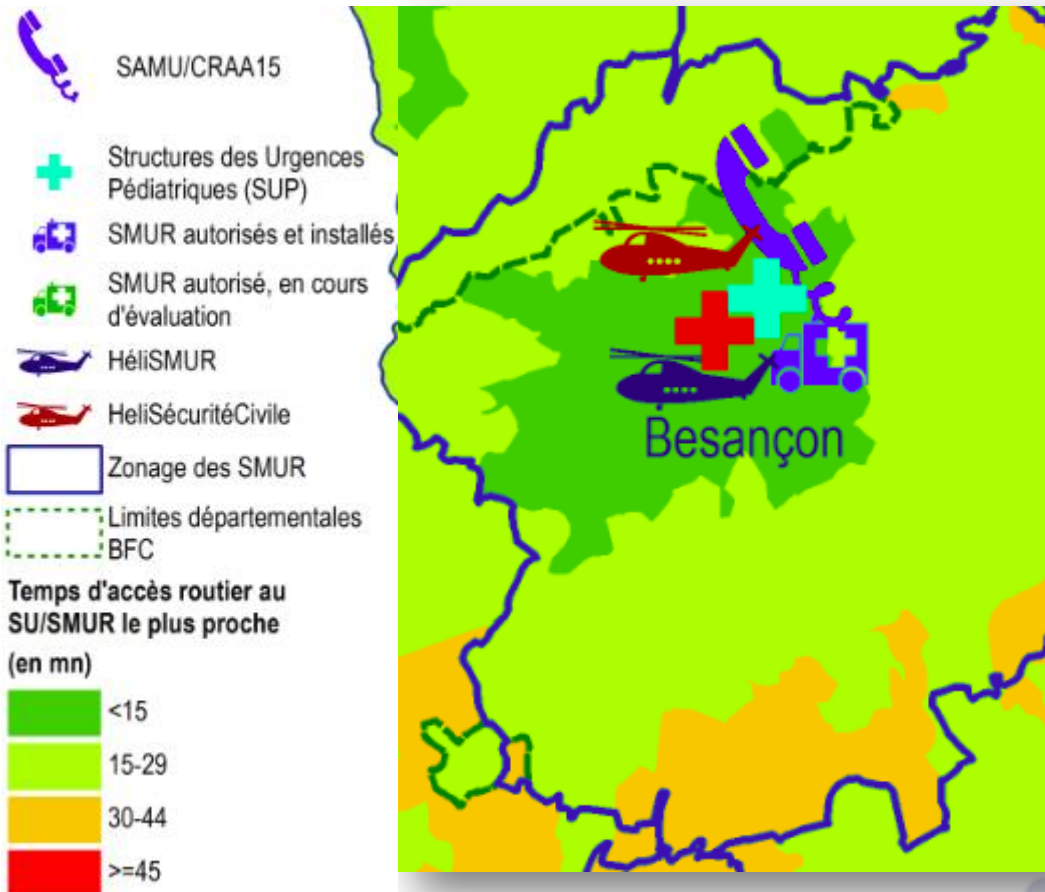 SAMU/CRAA15
Structures des Urgences
Pédiatriques (SUP)
SMUR autorisés et installés
SMUR autorisé, en cours
d'évaluation
HéliSMUR
HeliSécuritéCivile
Zonage des SMUR
Limites départementales
BFC
Temps d'accès routier au
SU/SMUR le plus proche
(en mn)
<15
15-29
30-44
>=45
Besançon